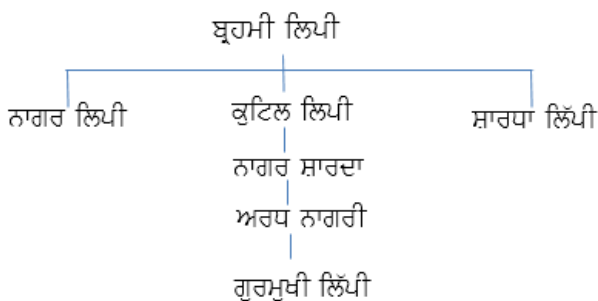 ਬ੍ਰਹਮੀ ਲਿਪੀ
ਨਾਗਰ ਲਿਪੀ ਕੁਟਿਲ ਲਿਪੀ ਸ਼ਾਰਧਾ ਲਿੱਪੀ
ਨਾਗਰ ਸ਼ਾਰਦਾ
ਅਰਧ ਨਾਗਰੀ
ਗੁਰਮੁਖੀ ਲਿੱਪੀ